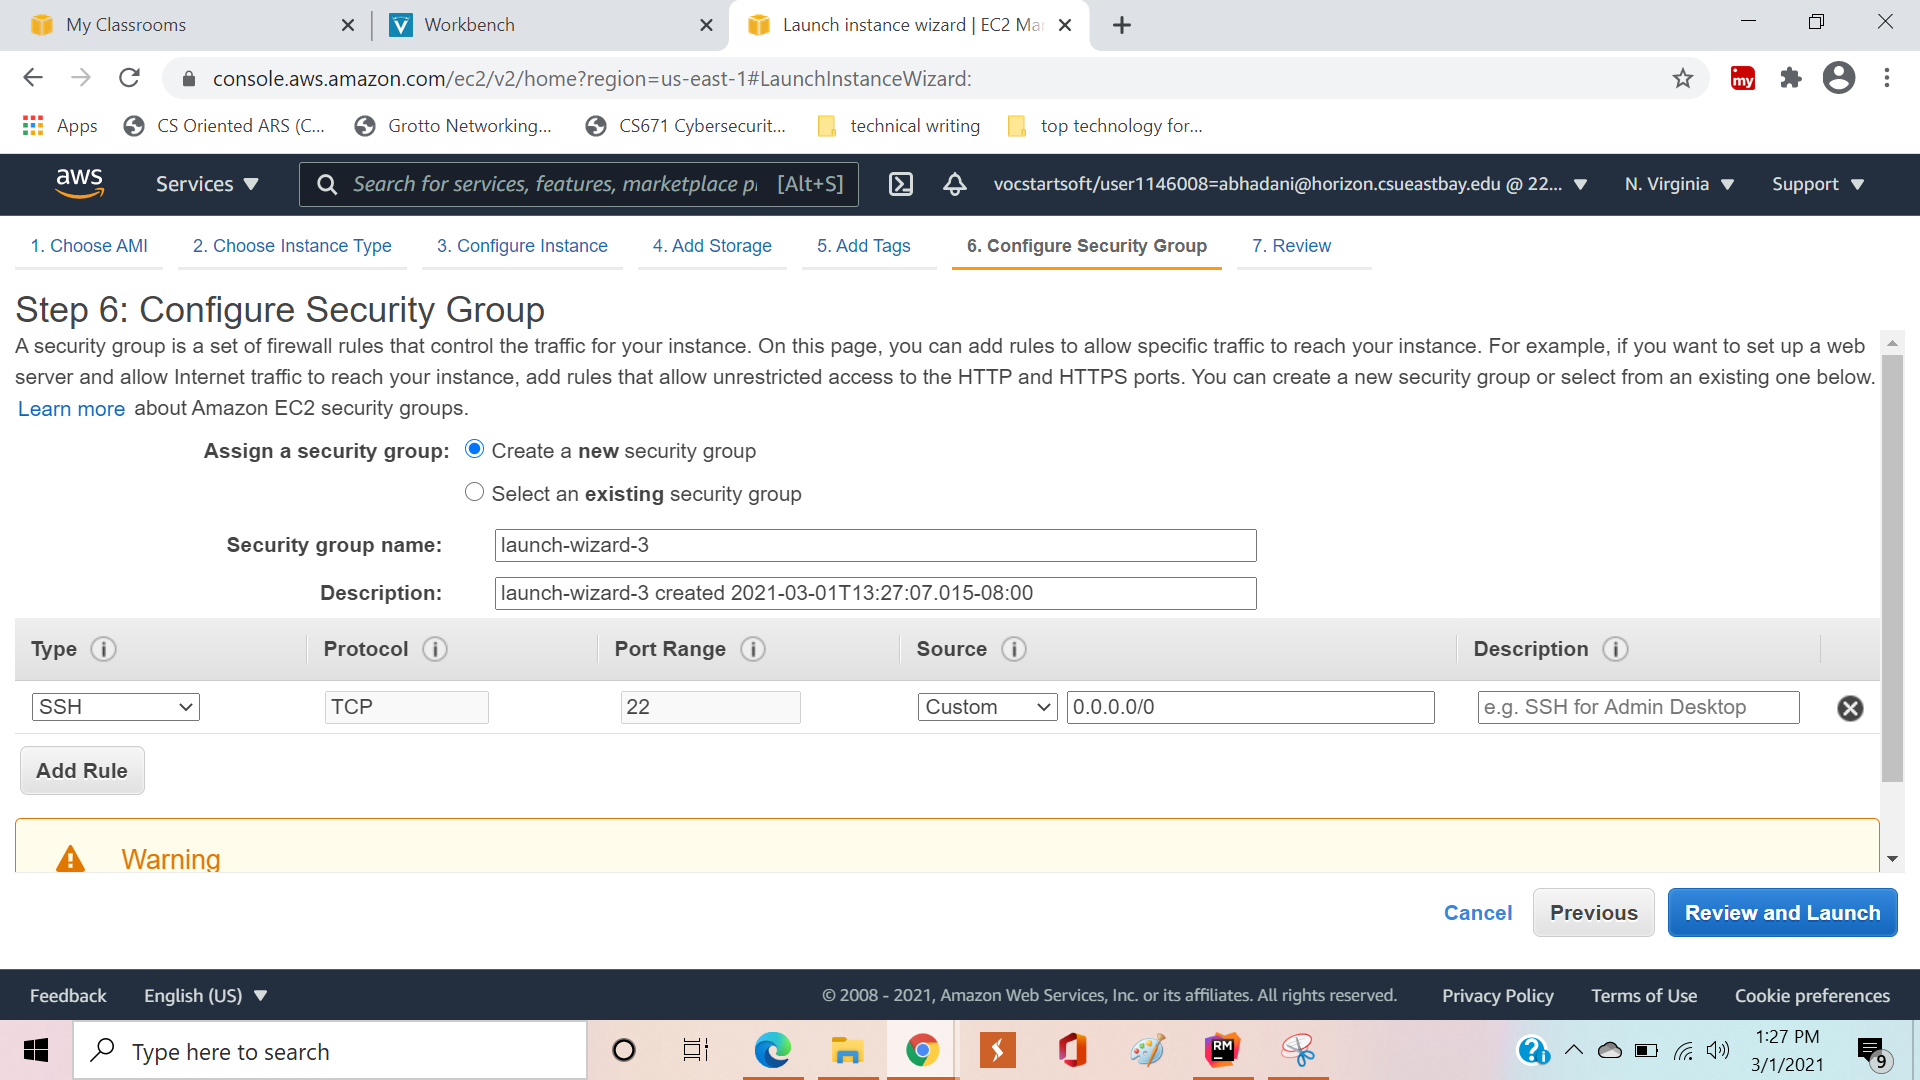 My Classrooms
Workbench
Launch instance wizard | EC2 Ma
console.aws.amazon.com/ec2/v2/home?region=us-east-1#LaunchInstanceWizard:
my
Apps
CS Oriented ARS (C...
Grotto Networking...
CS671 Cybersecurit...
technical writing
top technology for...
aws
Services
Search for services, features, marketplace p
[Alt+S]
vocstartsoft/user1146008=abhadani@horizon.csueastbay.edu @ 22...
N. Virginia
Support
1. Choose AMI
2. Choose Instance Type
3. Configure Instance
4. Add Storage
5. Add Tags
6. Configure Security Group
7. Review
Step 6: Configure Security Group
A security group is a set of firewall rules that control the traffic for your instance. On this page, you can add rules to allow specific traffic to reach your instance. For example, if you want to set up a web
server and allow Internet traffic to reach your instance, add rules that allow unrestricted access to the HTTP and HTTPS ports. You can create a new security group or select from an existing one below.
Learn more about Amazon EC2 security groups.
Assign a security group:
Create a new security group
Select an existing security group
Security group name:
launch-wizard-3
Description:
launch-wizard-3 created 2021-03-01T13:27:07.015-08:00
Type
Protocol
Port Range
Source
Description
SSH
TCP
22
Custom
0.0.0.0/0
e.g. SSH for Admin Desktop
Add Rule
Warning
Cancel
Previous
Review and Launch
Feedback
English (US)
© 2008 - 2021, Amazon Web Services, Inc. or its affiliates. All rights reserved.
Privacy Policy
Terms of Use
Cookie preferences
Type here to search
RM
1:27 PM
3/1/2021
9